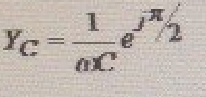 Y_C = \frac{1}{\omega C} e^{j^{\pi/2}}